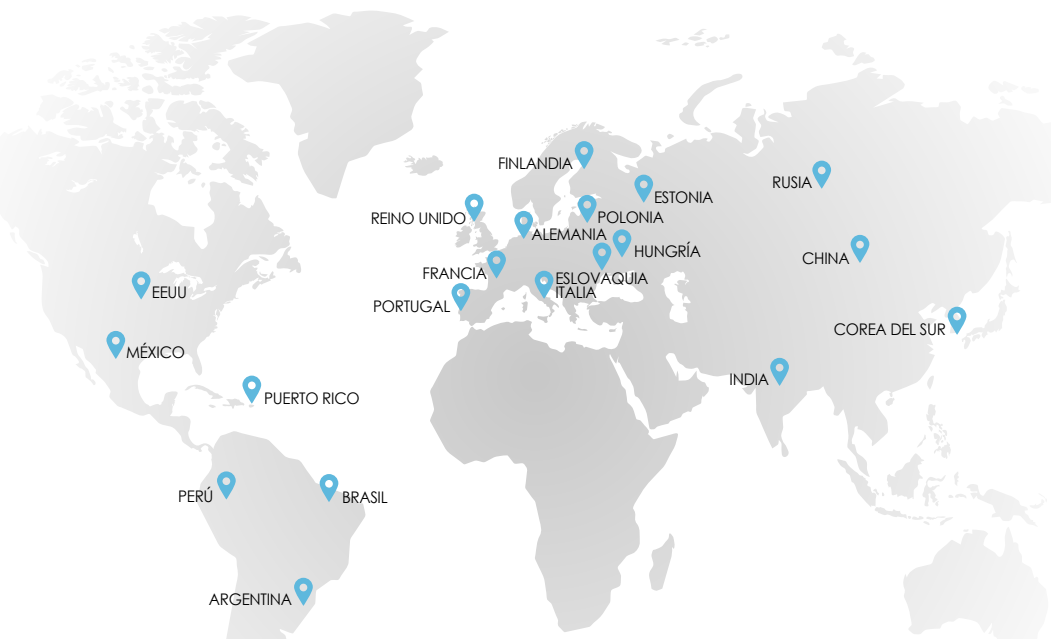 FINLANDIA
RUSIA
ESTONIA
REINO UNIDO
POLONIA
ALEMANIA
HUNGRÍA
CHINA
FRANCIA
ESLOVAQUIA
EEUU
ITALIA
PORTUGAL
COREA DEL SUR
MÉXICO
INDIA
PUERTO RICO
PERÚ
BRASIL
ARGENTINA